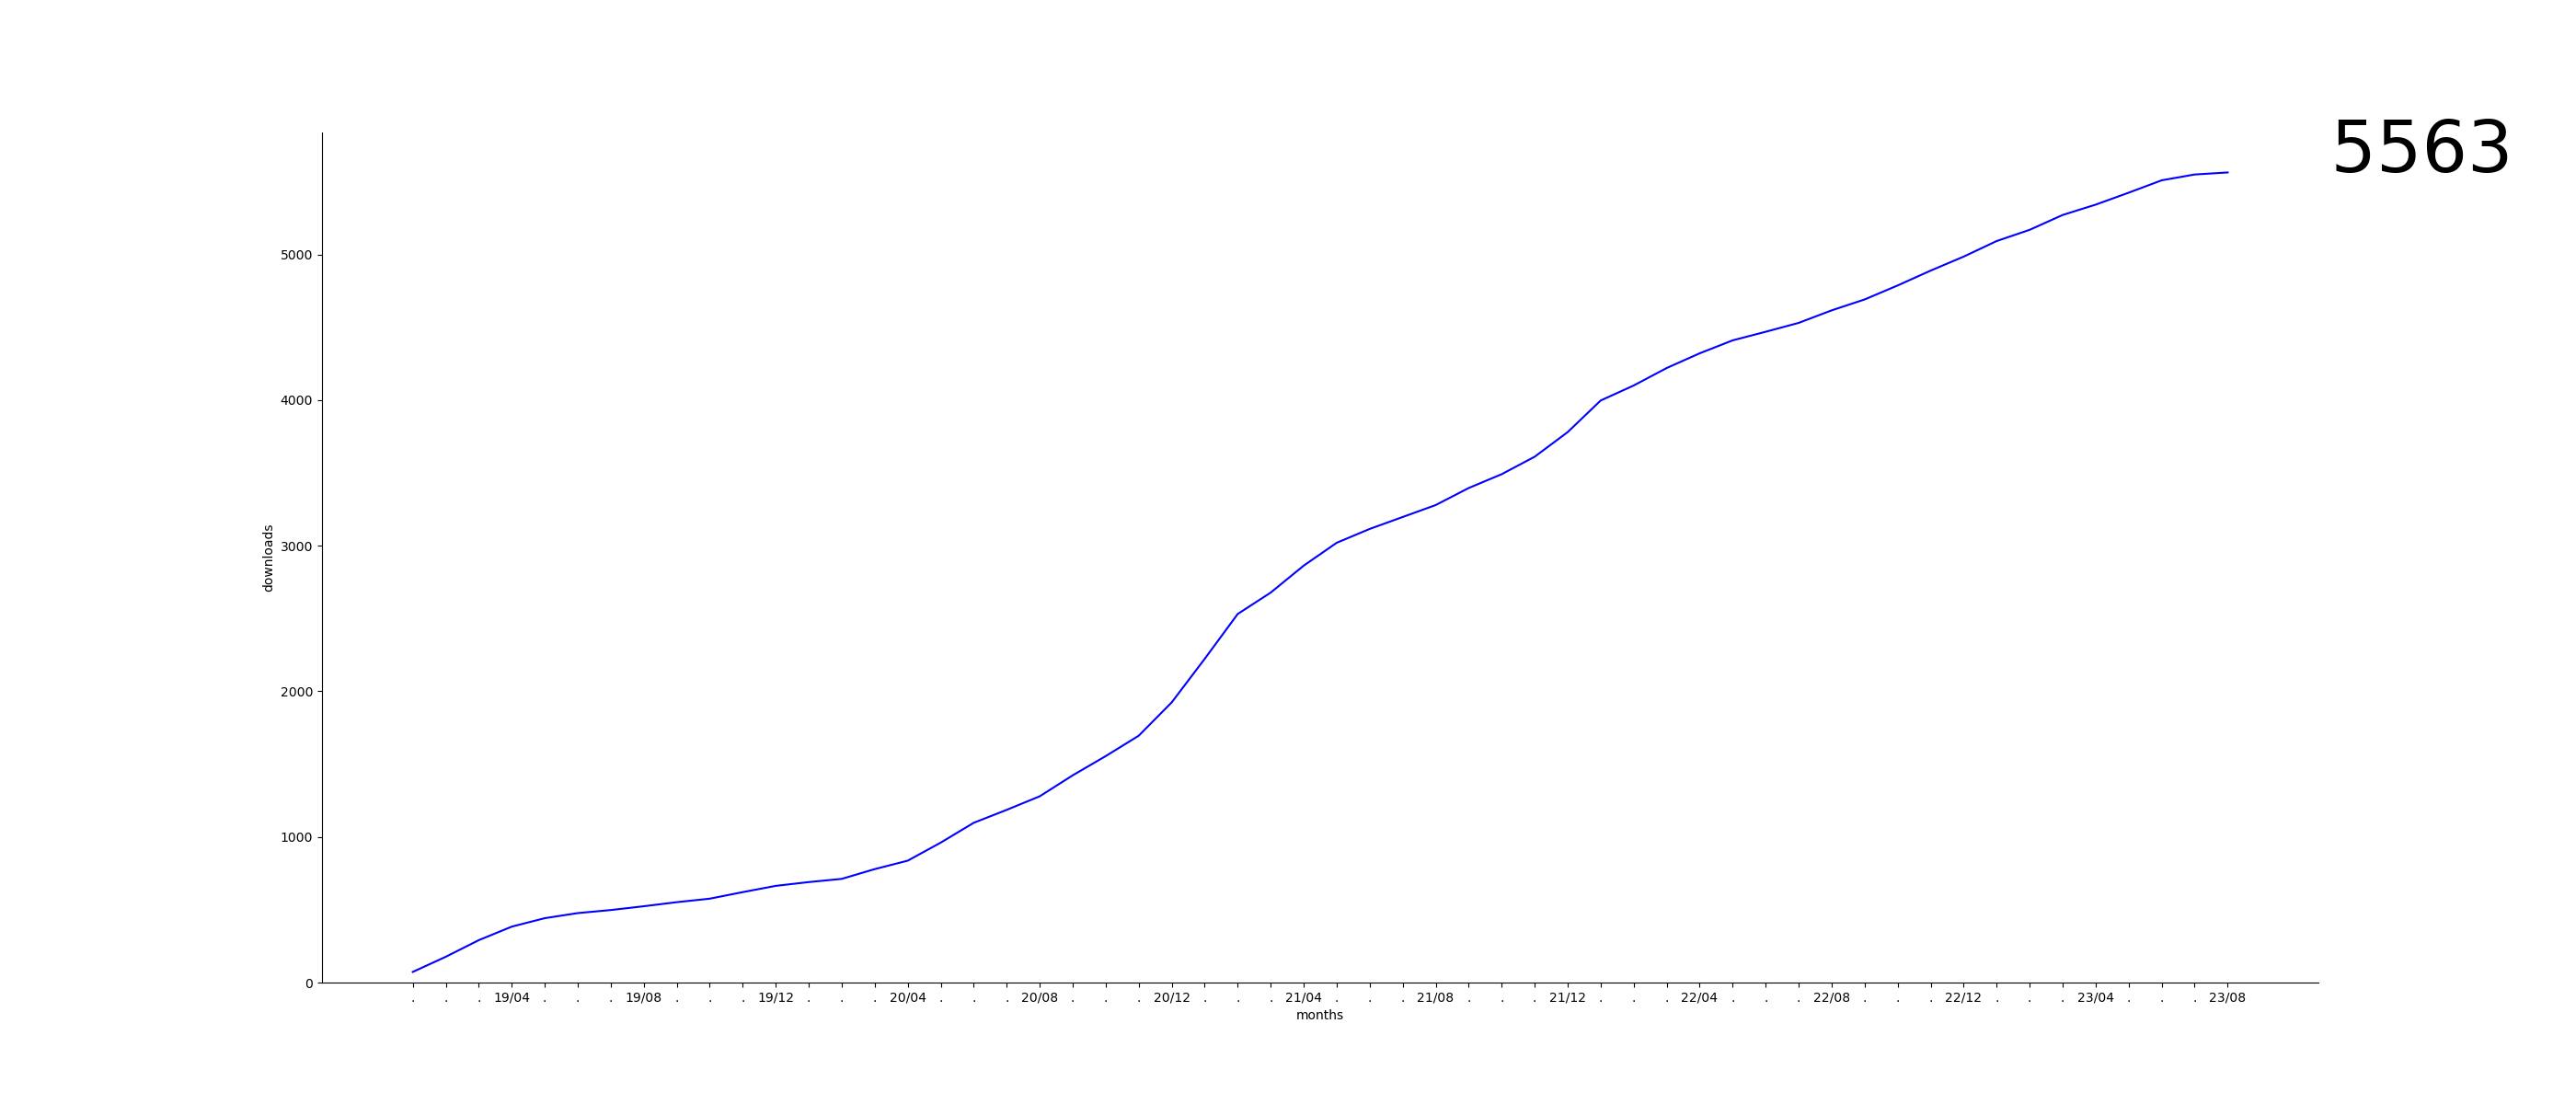 5563
5000
4000
3000
2000
1000
0
downloads
. . . 19/04 . . . 19/08 . . . 19/12 . . . 20/04 . . . 20/08 . . . 20/12 . . . 21/04 . . . 21/08 . . . 21/12 . . . 22/04 . . . 22/08 . . . 22/12 . . . 23/04 . . . 23/08
months